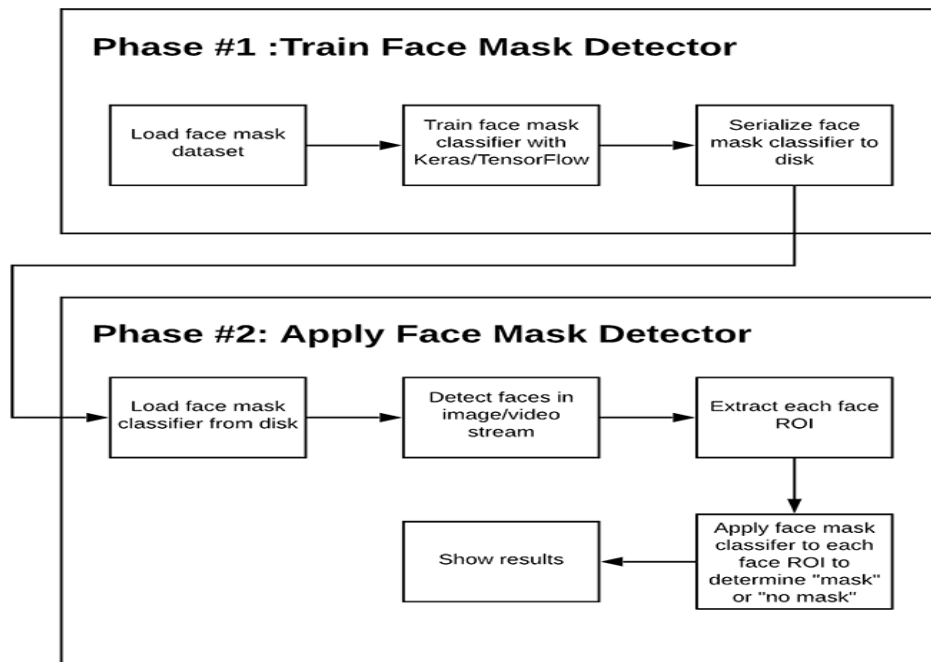 Phase #1 :Train Face Mask Detector
Load face mask
dataset
Train face mask
classifier with
Keras/TensorFlow
Serialize face
mask classifier to
disk
Phase #2: Apply Face Mask Detector
Load face mask
classifier from disk
Detect faces in
image/video
stream
Extract each face
ROI
Apply face mask
classifer to each
face ROI to
determine "mask"
or "no mask"
Show results